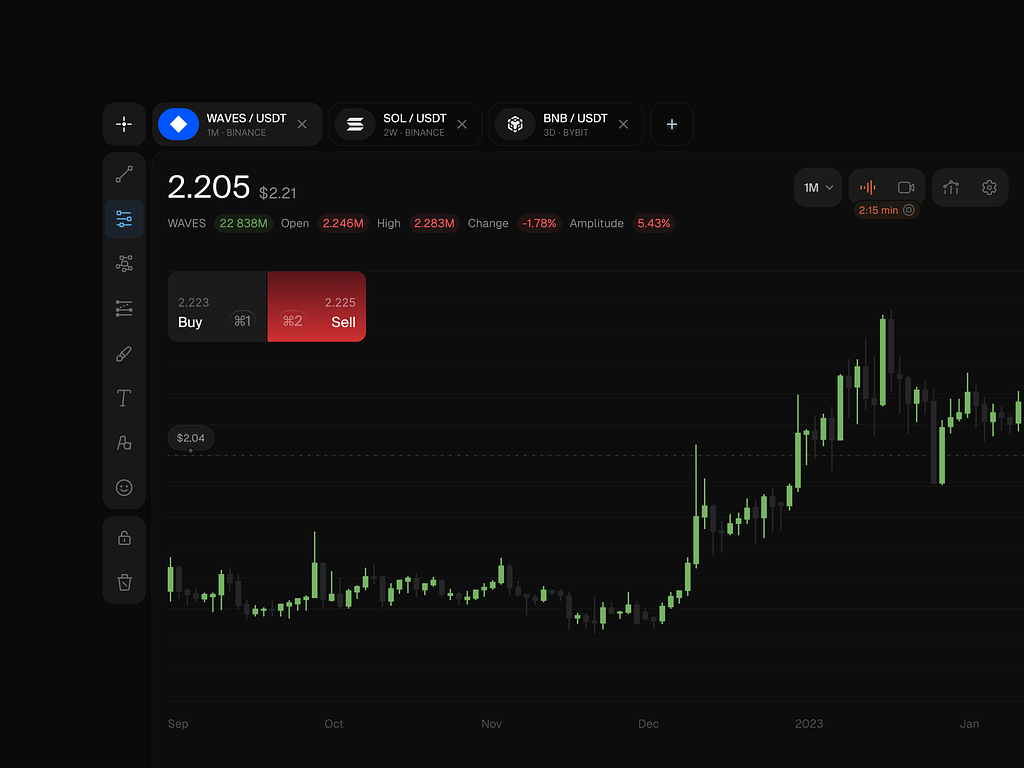 WAVES / USDT
1M · BINANCE
SOL / USDT
2W · BINANCE
BNB / USDT
3D · BYBIT
2.205 $2.21
1M
2:15 min
WAVES 22 838M Open 2.246M High 2.283M Change -1.78% Amplitude 5.43%
2.223
Buy ⌘1
2.225
⌘2 Sell
$2.04
Sep Oct Nov Dec 2023 Jan